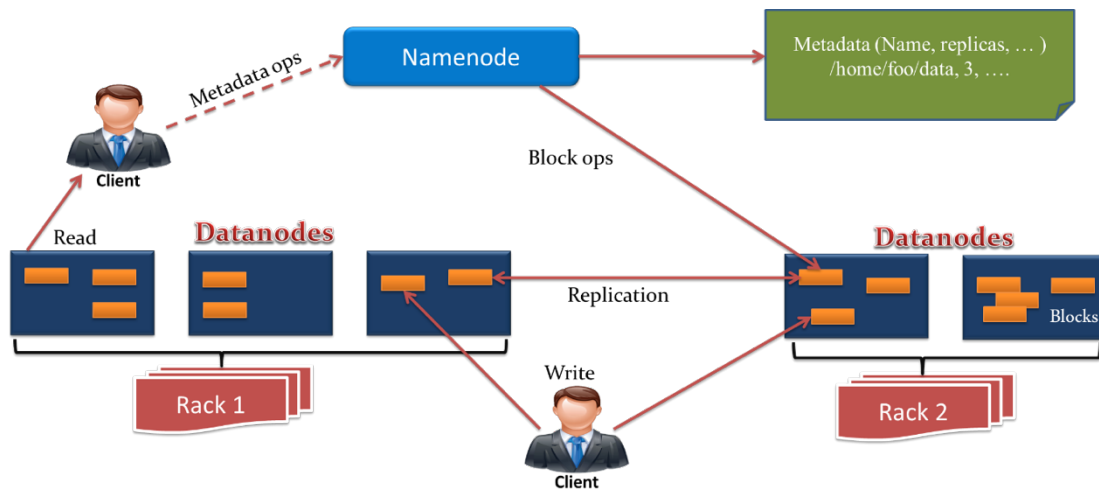 Namenode
Metadata (Name, replicas, … )
/home/foo/data, 3, ….
Metadata ops
Client
Block ops
Read
Datanodes
Datanodes
Replication
Blocks
Rack 1
Write
Client
Rack 2